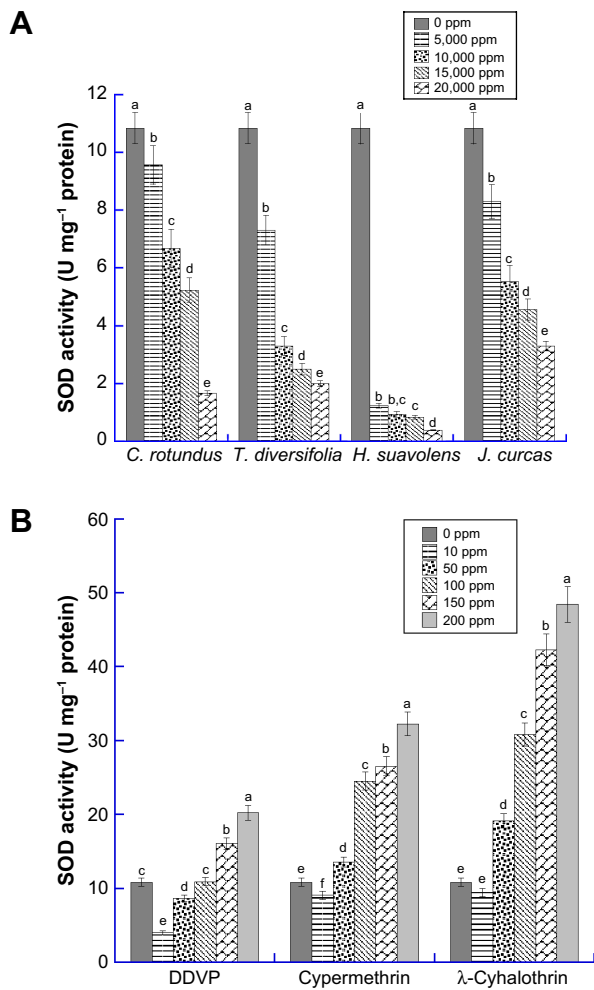 A
0 ppm
5,000 ppm
10,000 ppm
15,000 ppm
20,000 ppm
SOD activity (U mg⁻¹ protein)
12
10
8
6
4
2
0
a b c d e
a b c d e
a b b,c c d
a b c d e
C. rotundus T. diversifolia H. suavolens J. curcas
B
0 ppm
10 ppm
50 ppm
100 ppm
150 ppm
200 ppm
SOD activity (U mg⁻¹ protein)
60
50
40
30
20
10
0
c e d c b a
e f d c b a
e e d c b a
DDVP Cypermethrin λ-Cyhalothrin